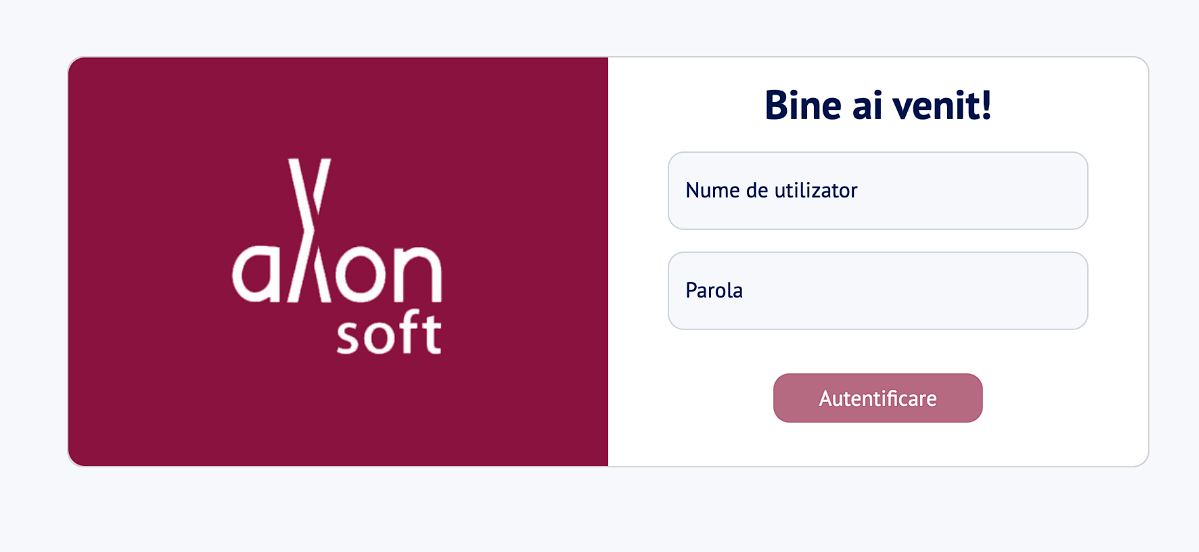 axon
soft
Bine ai venit!
Nume de utilizator
Parola
Autentificare